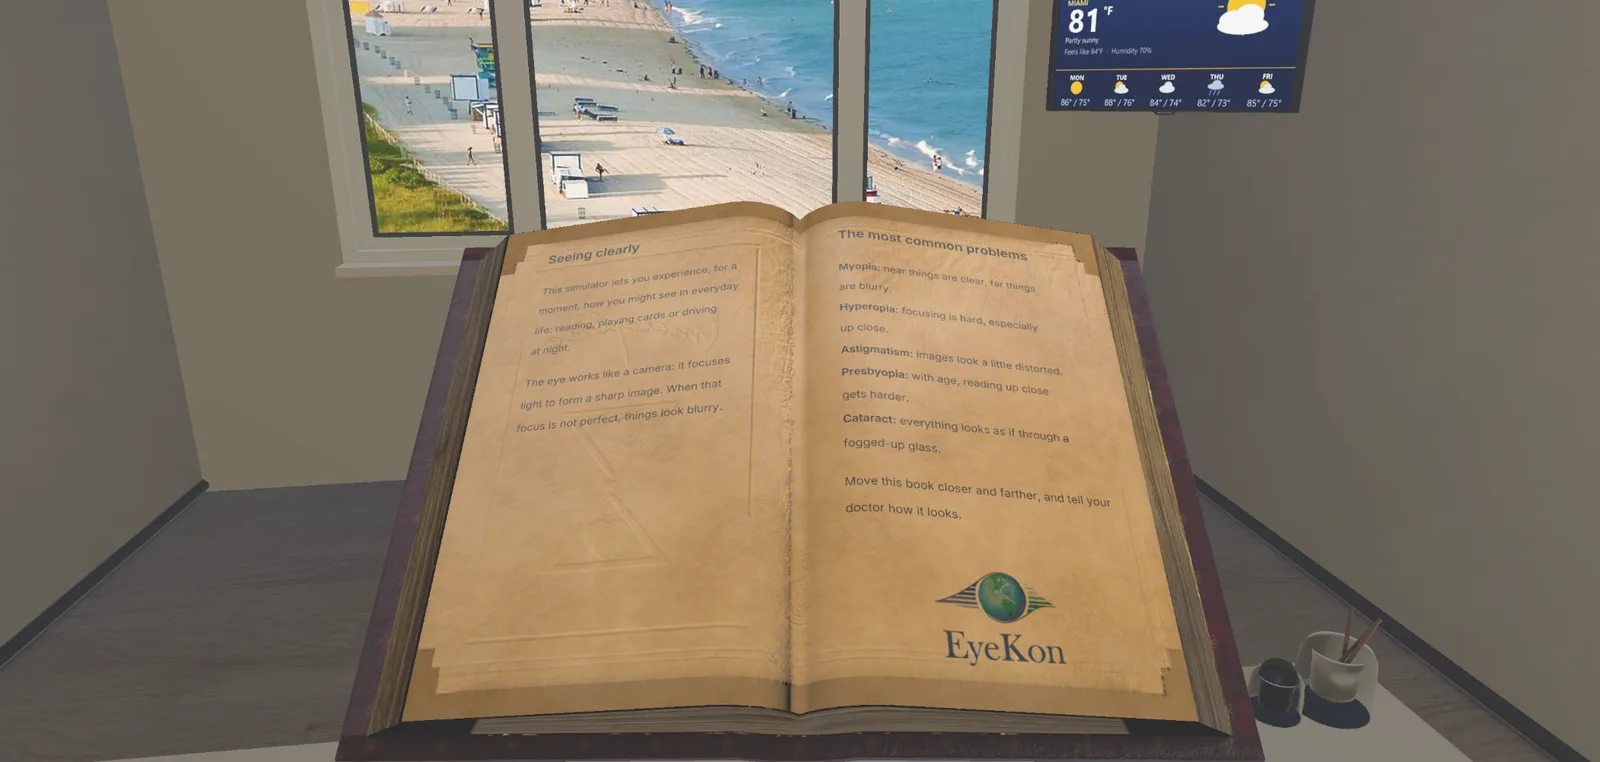 MIAMI
81 °F
Partly sunny
Feels like 84°F · Humidity 70%
MON TUE WED THU FRI
86° / 75° 88° / 76° 84° / 74° 82° / 73° 85° / 75°
Seeing clearly
This simulator lets you experience, for a
moment, how you might see in everyday
life: reading, playing cards or driving
at night.
The eye works like a camera: it focuses
light to form a sharp image. When that
focus is not perfect, things look blurry.
The most common problems
Myopia: near things are clear, far things
are blurry.
Hyperopia: focusing is hard, especially
up close.
Astigmatism: images look a little distorted.
Presbyopia: with age, reading up close
gets harder.
Cataract: everything looks as if through a
fogged-up glass.
Move this book closer and farther, and tell your
doctor how it looks.
EyeKon